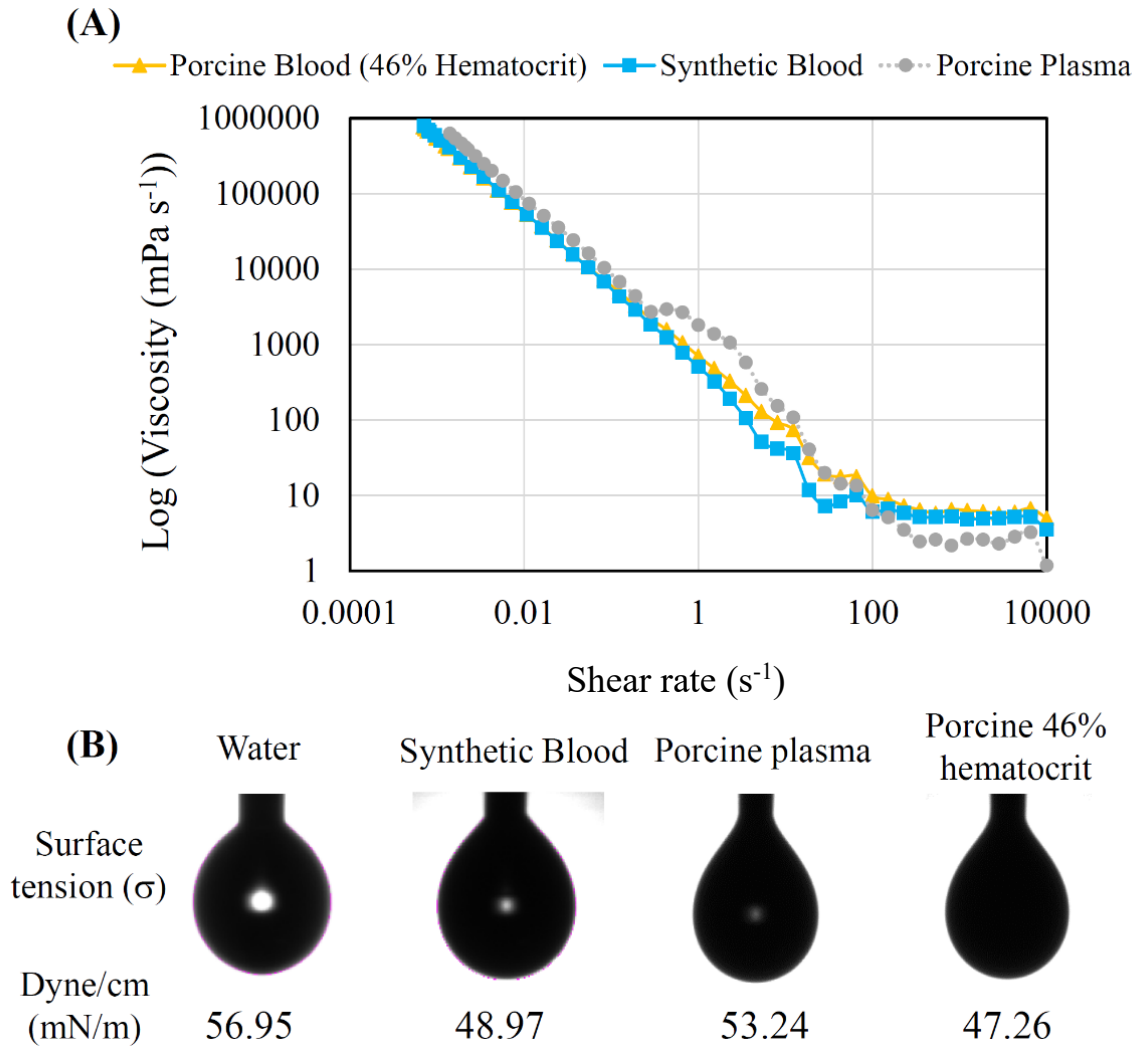 (A)
Porcine Blood (46% Hematocrit) Synthetic Blood Porcine Plasma
1000000
100000
10000
1000
100
10
1
0.0001 0.01 1 100 10000
Log (Viscosity (mPa s⁻¹)
Shear rate (s⁻¹)
(B)
Water
Synthetic Blood
Porcine plasma
Porcine 46%
hematocrit
Surface
tension (σ)
Dyne/cm
(mN/m)
56.95 48.97 53.24 47.26